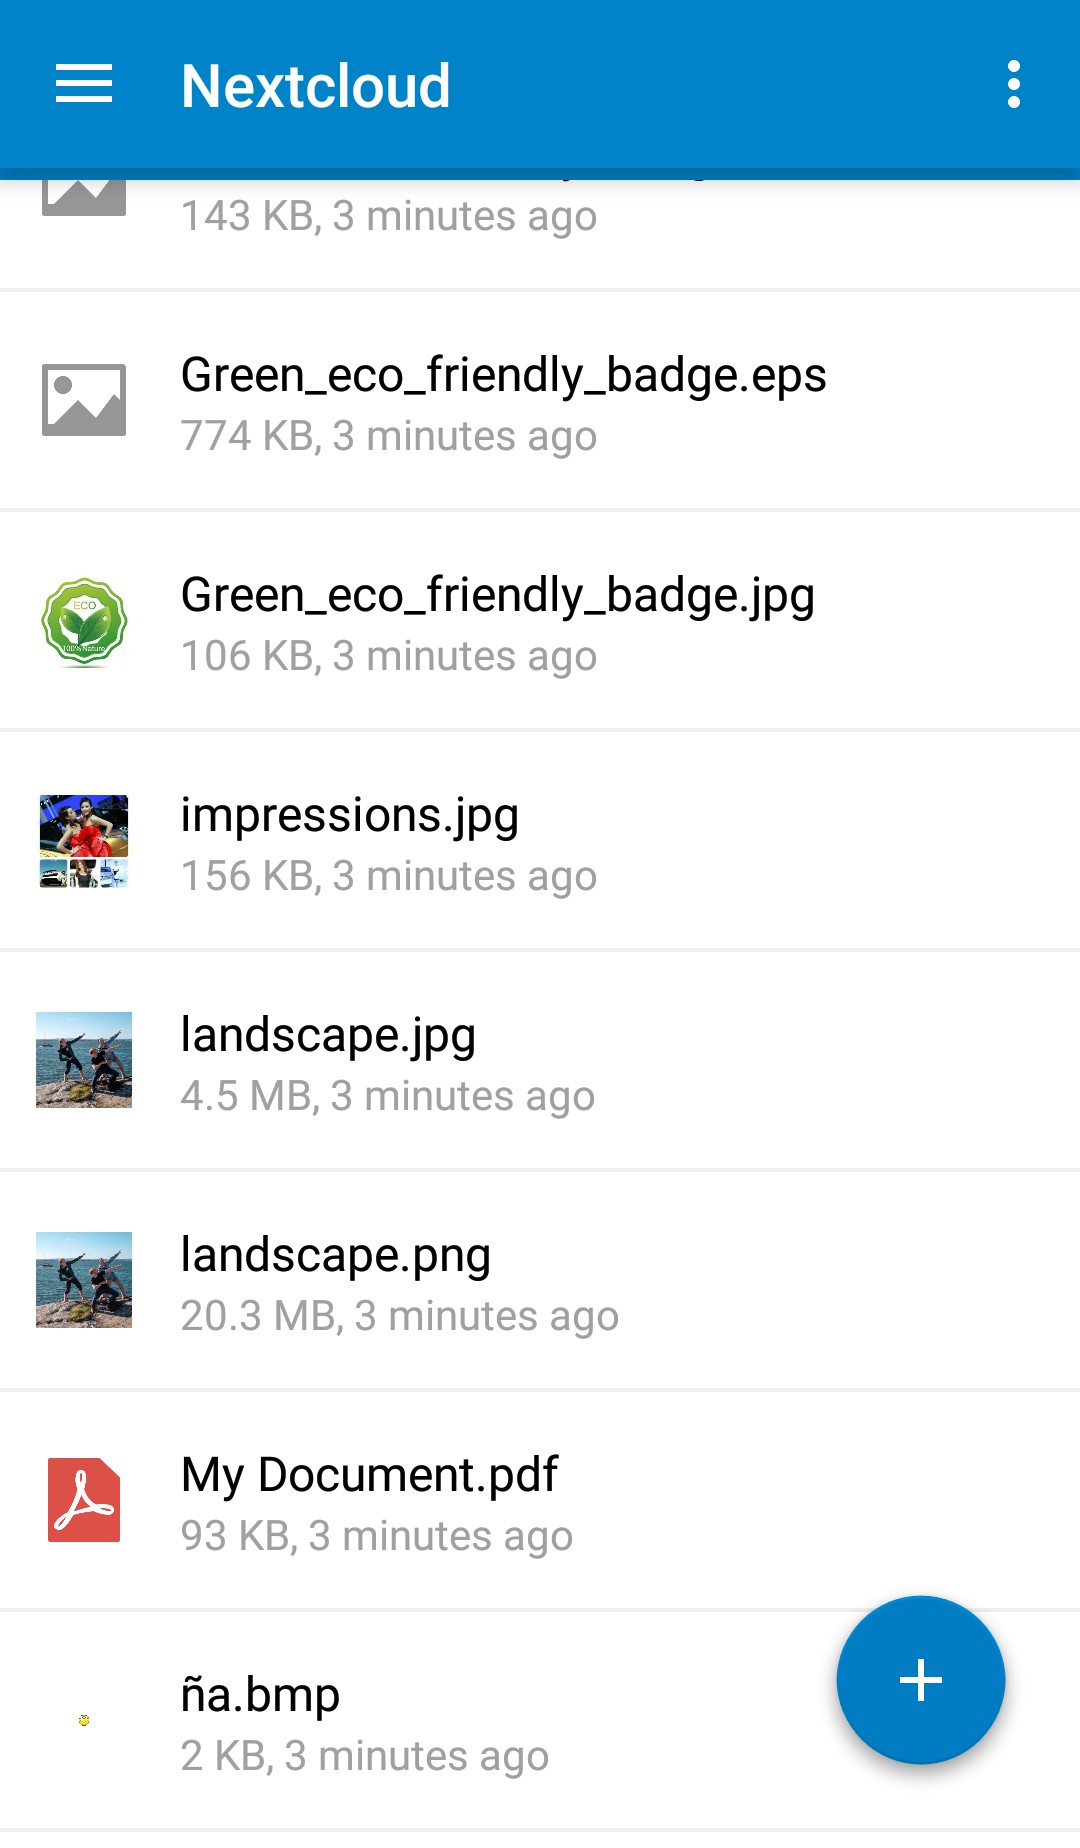 Nextcloud
143 KB, 3 minutes ago
Green_eco_friendly_badge.eps
774 KB, 3 minutes ago
Green_eco_friendly_badge.jpg
106 KB, 3 minutes ago
ECO
100% Nature
impressions.jpg
156 KB, 3 minutes ago
landscape.jpg
4.5 MB, 3 minutes ago
landscape.png
20.3 MB, 3 minutes ago
My Document.pdf
93 KB, 3 minutes ago
ña.bmp
2 KB, 3 minutes ago